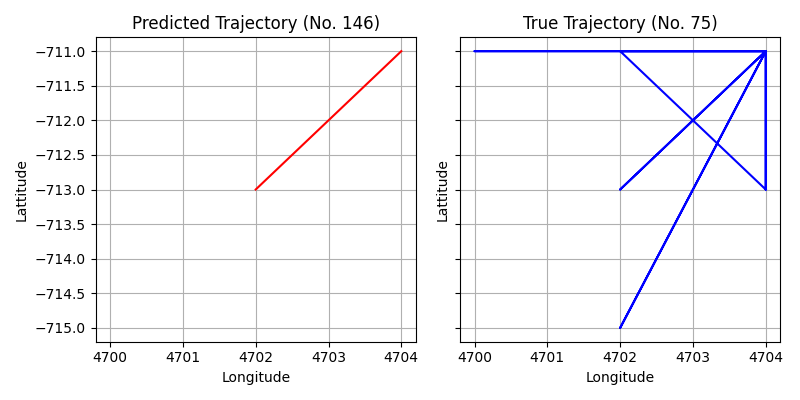 Predicted Trajectory (No. 146)
True Trajectory (No. 75)
−711.0
−711.5
−712.0
−712.5
−713.0
−713.5
−714.0
−714.5
−715.0
Lattitude
Lattitude
4700 4701 4702 4703 4704
4700 4701 4702 4703 4704
Longitude
Longitude